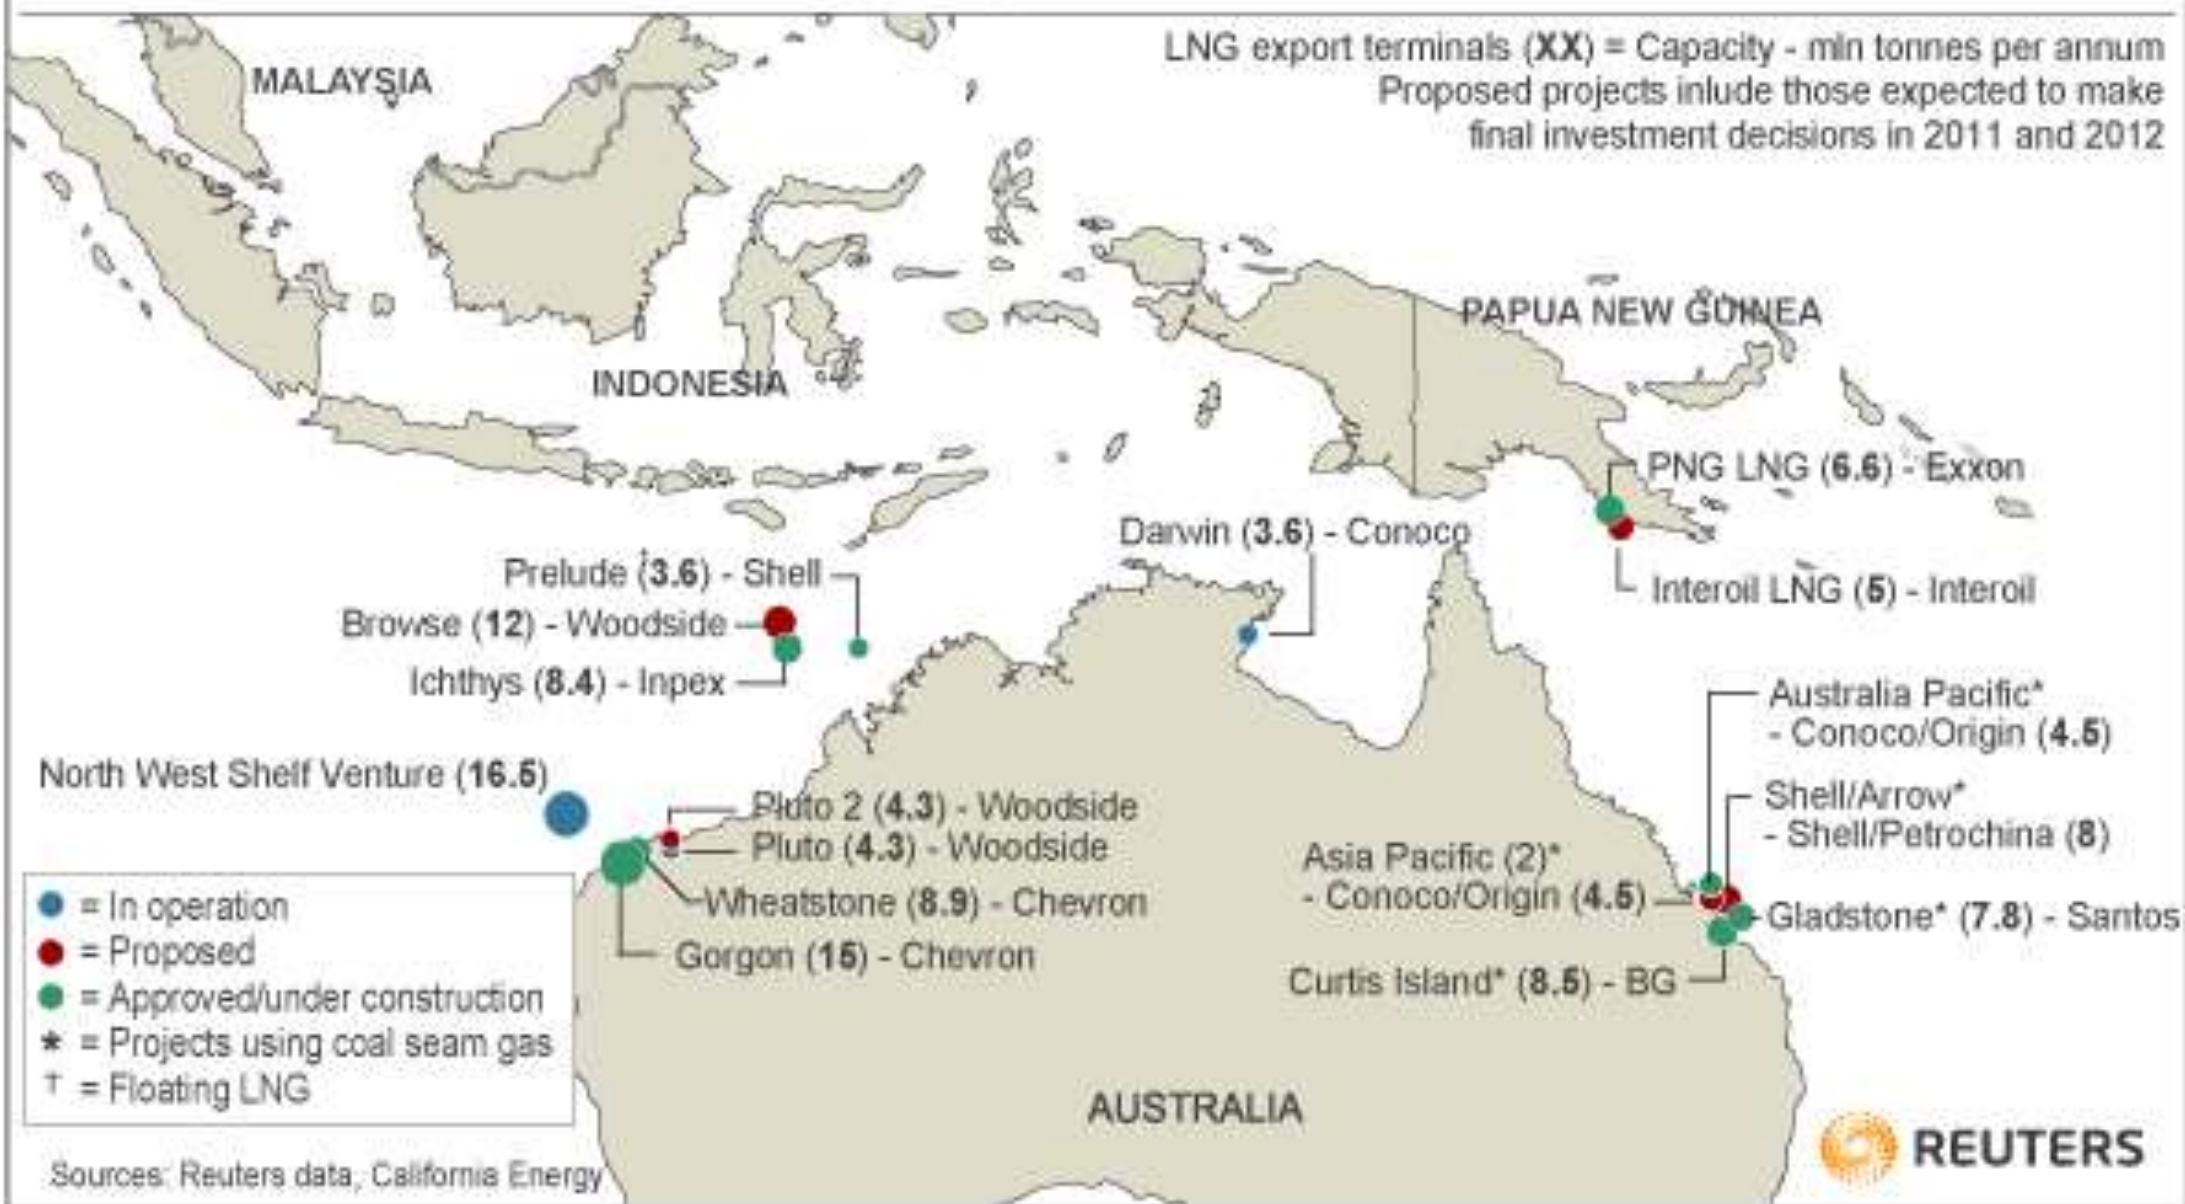 LNG export terminals (XX) = Capacity - mln tonnes per annum
Proposed projects inlude those expected to make
final investment decisions in 2011 and 2012
MALAYSIA
PAPUA NEW GUINEA
INDONESIA
PNG LNG (6.6) - Exxon
Darwin (3.6) - Conoco
Prelude† (3.6) - Shell
Interoil LNG (5) - Interoil
Browse (12) - Woodside
Ichthys (8.4) - Inpex
Australia Pacific*
- Conoco/Origin (4.5)
North West Shelf Venture (16.5)
Shell/Arrow*
- Shell/Petrochina (8)
Pluto 2 (4.3) - Woodside
Pluto (4.3) - Woodside
Asia Pacific (2)*
- Conoco/Origin (4.5)
Wheatstone (8.9) - Chevron
Gladstone* (7.8) - Santos
Gorgon (15) - Chevron
Curtis Island* (8.5) - BG
= In operation
= Proposed
= Approved/under construction
* = Projects using coal seam gas
† = Floating LNG
AUSTRALIA
REUTERS
Sources: Reuters data, California Energy